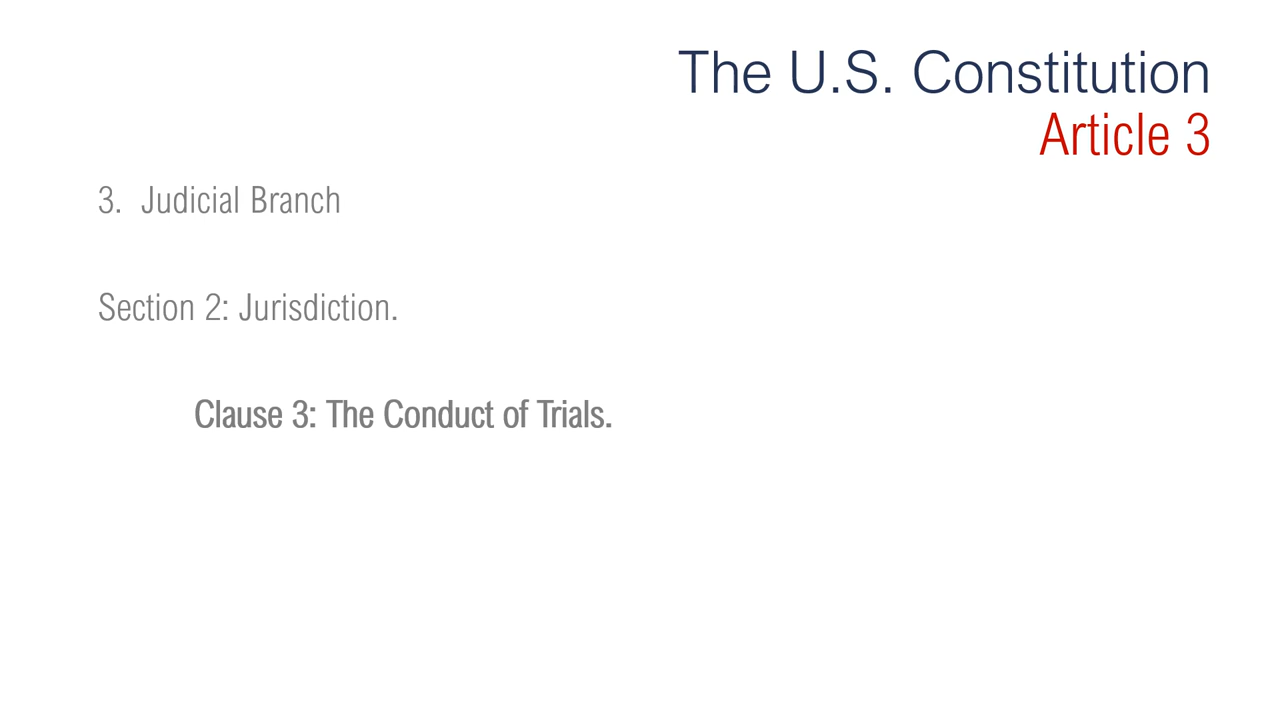 The U.S. Constitution
Article 3
3. Judicial Branch
Section 2: Jurisdiction.
Clause 3: The Conduct of Trials.